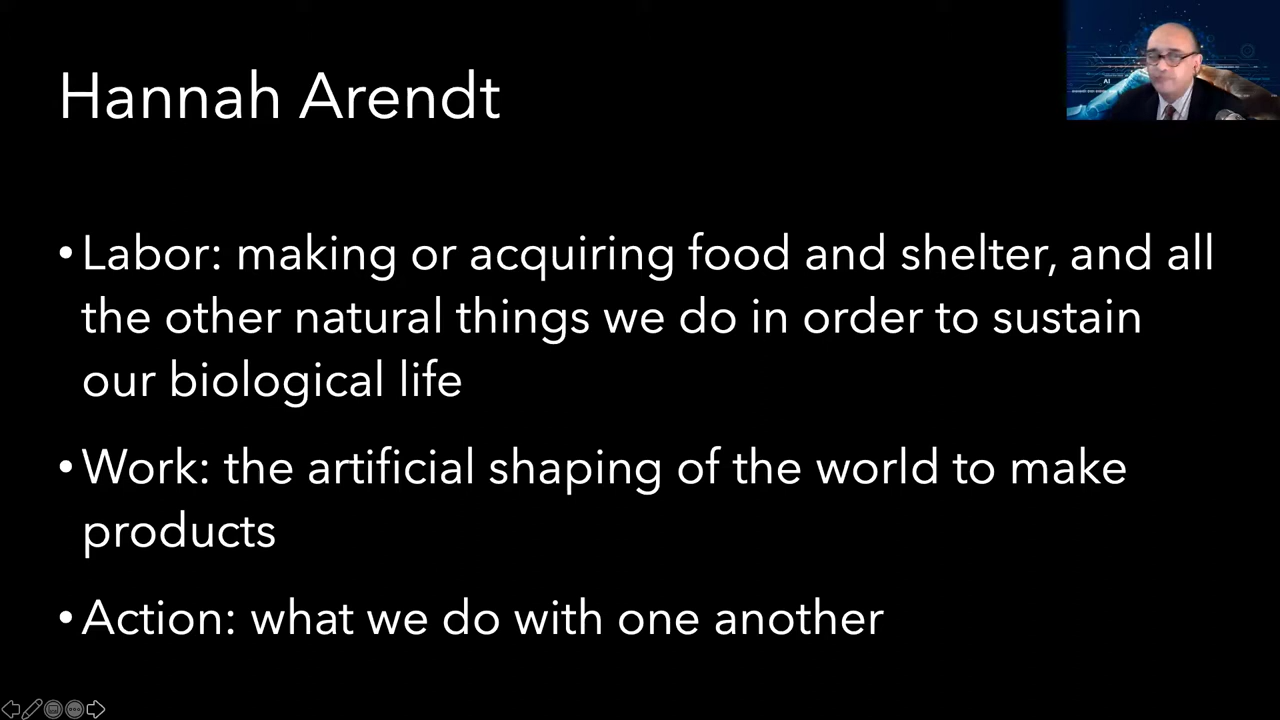 Hannah Arendt
AI
• Labor: making or acquiring food and shelter, and all
the other natural things we do in order to sustain
our biological life
• Work: the artificial shaping of the world to make
products
• Action: what we do with one another